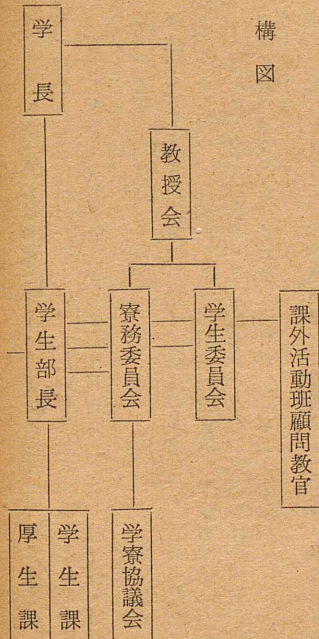 構図
学長
教授会
課外活動班顧問教官
学生委員会
寮務委員会
学生部長
学寮協議会
学生課
厚生課